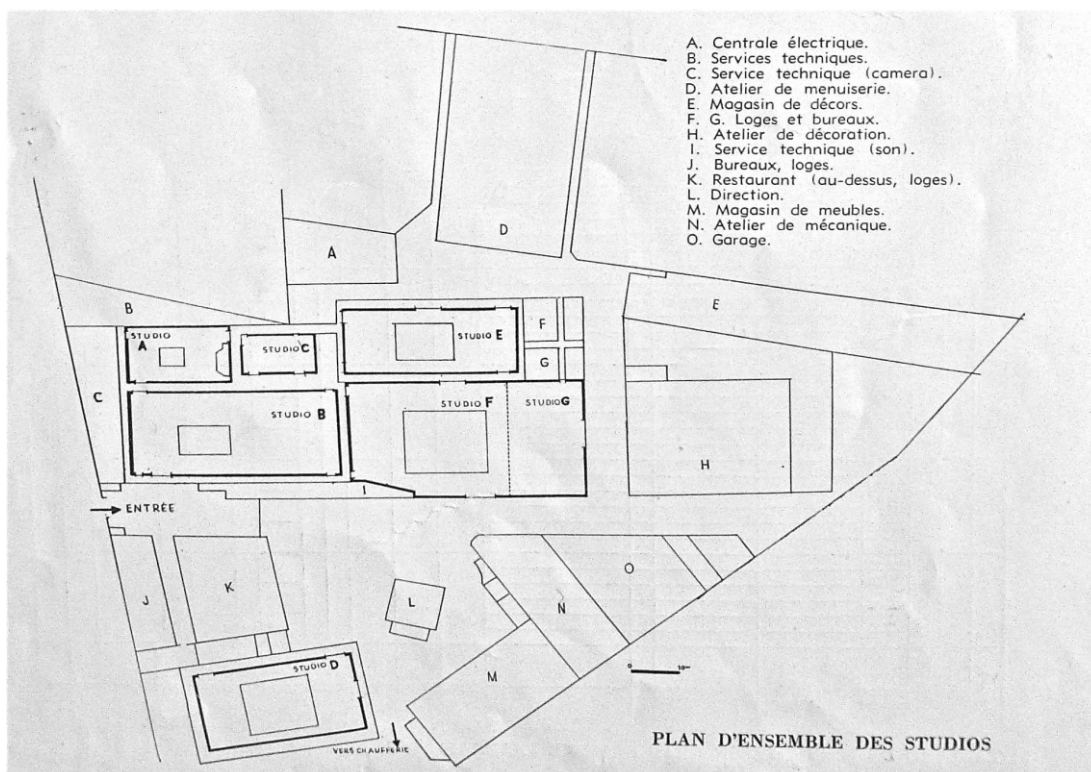 A. Centrale électrique.
B. Services techniques.
C. Service technique (camera).
D. Atelier de menuiserie.
E. Magasin de décors.
F. G. Loges et bureaux.
H. Atelier de décoration.
I. Service technique (son).
J. Bureaux, loges.
K. Restaurant (au-dessus, loges).
L. Direction.
M. Magasin de meubles.
N. Atelier de mécanique.
O. Garage.
D
A
E
B
F
STUDIO A
STUDIO C
STUDIO E
G
C
STUDIO B
STUDIO F
STUDIO G
H
I
ENTRÉE
J
K
L
N
O
M
STUDIO D
VERS CHAUFFERIE
0 10m
PLAN D'ENSEMBLE DES STUDIOS